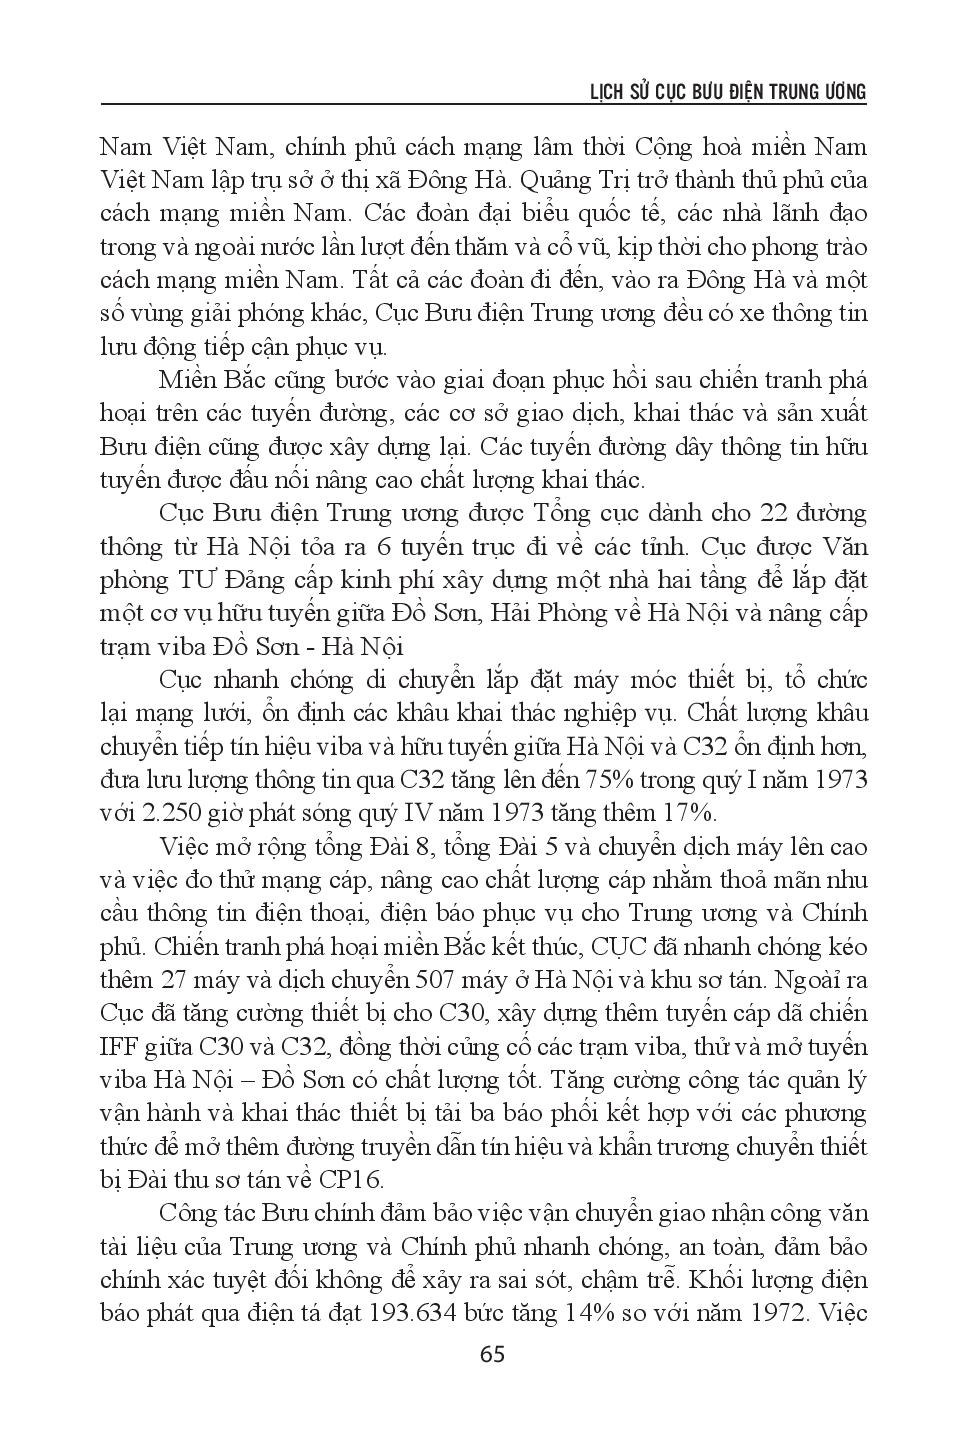 LỊCH SỬ CỤC BƯU ĐIỆN TRUNG ƯƠNG
Nam Việt Nam, chính phủ cách mạng lâm thời Cộng hoà miền Nam
Việt Nam lập trụ sở ở thị xã Đông Hà. Quảng Trị trở thành thủ phủ của
cách mạng miền Nam. Các đoàn đại biểu quốc tế, các nhà lãnh đạo
trong và ngoài nước lần lượt đến thăm và cổ vũ, kịp thời cho phong trào
cách mạng miền Nam. Tất cả các đoàn đi đến, vào ra Đông Hà và một
số vùng giải phóng khác, Cục Bưu điện Trung ương đều có xe thông tin
lưu động tiếp cận phục vụ.
Miền Bắc cũng bước vào giai đoạn phục hồi sau chiến tranh phá
hoại trên các tuyến đường, các cơ sở giao dịch, khai thác và sản xuất
Bưu điện cũng được xây dựng lại. Các tuyến đường dây thông tin hữu
tuyến được đấu nối nâng cao chất lượng khai thác.
Cục Bưu điện Trung ương được Tổng cục dành cho 22 đường
thông từ Hà Nội tỏa ra 6 tuyến trục đi về các tỉnh. Cục được Văn
phòng TƯ Đảng cấp kinh phí xây dựng một nhà hai tầng để lắp đặt
một cơ vụ hữu tuyến giữa Đồ Sơn, Hải Phòng về Hà Nội và nâng cấp
trạm viba Đồ Sơn - Hà Nội
Cục nhanh chóng di chuyển lắp đặt máy móc thiết bị, tổ chức
lại mạng lưới, ổn định các khâu khai thác nghiệp vụ. Chất lượng khâu
chuyển tiếp tín hiệu viba và hữu tuyến giữa Hà Nội và C32 ổn định hơn,
đưa lưu lượng thông tin qua C32 tăng lên đến 75% trong quý I năm 1973
với 2.250 giờ phát sóng quý IV năm 1973 tăng thêm 17%.
Việc mở rộng tổng Đài 8, tổng Đài 5 và chuyển dịch máy lên cao
và việc đo thử mạng cáp, nâng cao chất lượng cáp nhằm thoả mãn nhu
cầu thông tin điện thoại, điện báo phục vụ cho Trung ương và Chính
phủ. Chiến tranh phá hoại miền Bắc kết thúc, CỤC đã nhanh chóng kéo
thêm 27 máy và dịch chuyển 507 máy ở Hà Nội và khu sơ tán. Ngoảì ra
Cục đã tăng cường thiết bị cho C30, xây dựng thêm tuyến cáp dã chiến
IFF giữa C30 và C32, đồng thời củng cố các trạm viba, thử và mở tuyến
viba Hà Nội – Đồ Sơn có chất lượng tốt. Tăng cường công tác quản lý
vận hành và khai thác thiết bị tải ba báo phối kết hợp với các phương
thức để mở thêm đường truyền dẫn tín hiệu và khẩn trương chuyển thiết
bị Đài thu sơ tán về CP16.
Công tác Bưu chính đảm bảo việc vận chuyển giao nhận công văn
tài liệu của Trung ương và Chính phủ nhanh chóng, an toàn, đảm bảo
chính xác tuyệt đối không để xảy ra sai sót, chậm trễ. Khối lượng điện
báo phát qua điện tá đạt 193.634 bức tăng 14% so với năm 1972. Việc
65